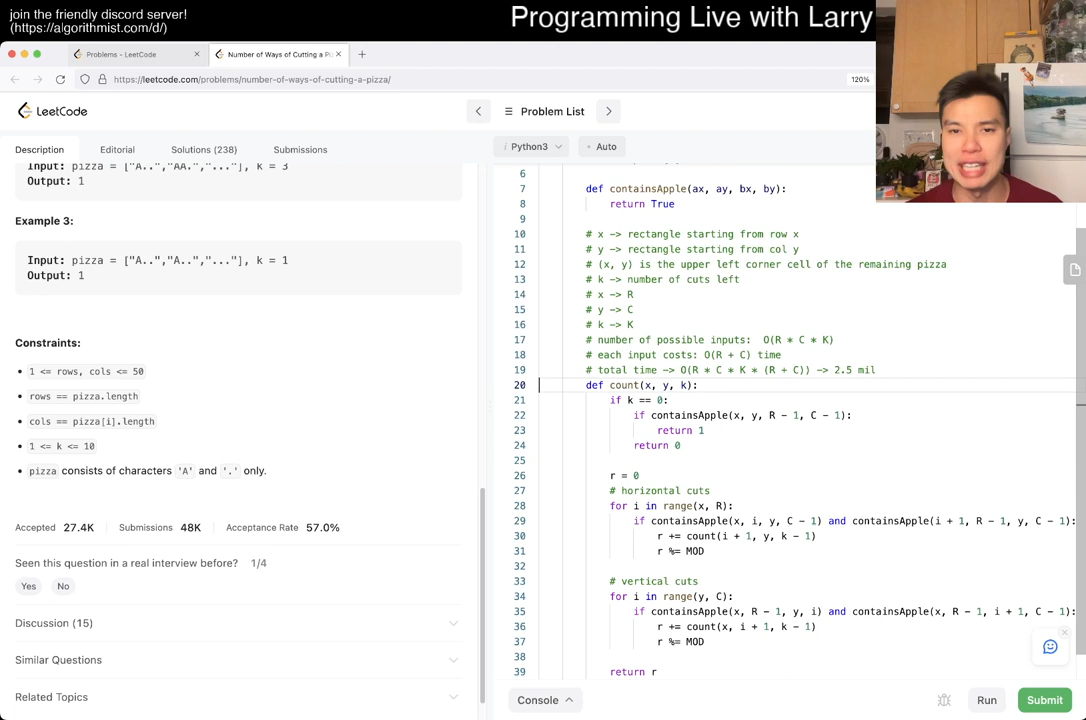 join the friendly discord server!
(https://algorithmist.com/d/)
Programming Live with Larry
Problems - LeetCode
Number of Ways of Cutting a Pi
https://leetcode.com/problems/number-of-ways-of-cutting-a-pizza/
120%
LeetCode
Problem List
Description
Editorial
Solutions (238)
Submissions
i Python3
Auto
Input: pizza = ["A..","AA.","..."], k = 3
Output: 1
Example 3:
Input: pizza = ["A..","A..","..."], k = 1
Output: 1
Constraints:
1 <= rows, cols <= 50
rows == pizza.length
cols == pizza[i].length
1 <= k <= 10
pizza consists of characters 'A' and '.' only.
Accepted 27.4K
Submissions 48K
Acceptance Rate 57.0%
Seen this question in a real interview before? 1/4
Yes
No
Discussion (15)
Similar Questions
Related Topics
6
7 def containsApple(ax, ay, bx, by):
8 return True
9
10 # x -> rectangle starting from row x
11 # y -> rectangle starting from col y
12 # (x, y) is the upper left corner cell of the remaining pizza
13 # k -> number of cuts left
14 # x -> R
15 # y -> C
16 # k -> K
17 # number of possible inputs: O(R * C * K)
18 # each input costs: O(R + C) time
19 # total time -> O(R * C * K * (R + C)) -> 2.5 mil
20 def count(x, y, k):
21 if k == 0:
22 if containsApple(x, y, R - 1, C - 1):
23 return 1
24 return 0
25
26 r = 0
27 # horizontal cuts
28 for i in range(x, R):
29 if containsApple(x, i, y, C - 1) and containsApple(i + 1, R - 1, y, C - 1):
30 r += count(i + 1, y, k - 1)
31 r %= MOD
32
33 # vertical cuts
34 for i in range(y, C):
35 if containsApple(x, R - 1, y, i) and containsApple(x, R - 1, i + 1, C - 1):
36 r += count(x, i + 1, k - 1)
37 r %= MOD
38
39 return r
Console
Run
Submit